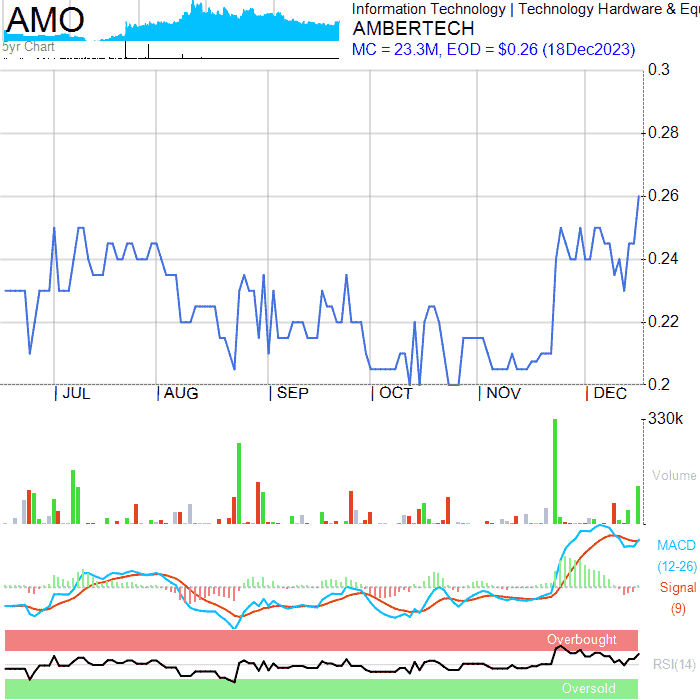 AMO
5yr Chart
Information Technology | Technology Hardware & Equ
AMBERTECH
MC = 23.3M, EOD = $0.26 (18Dec2023)
0.3
0.28
0.26
0.24
0.22
0.2
JUL
AUG
SEP
OCT
NOV
DEC
330k
Volume
MACD
(12-26)
Signal
(9)
Overbought
RSI(14)
Oversold